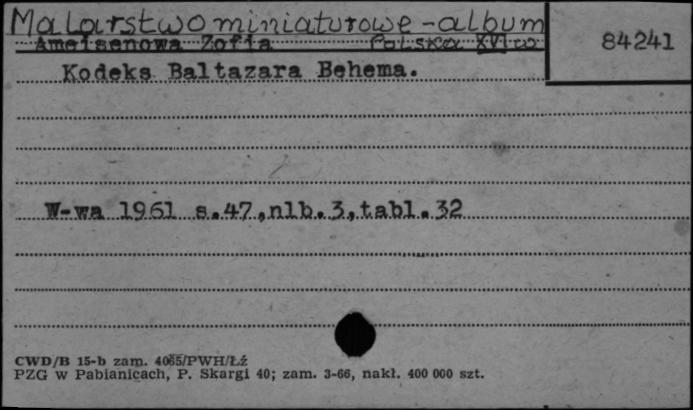 Malarstwo miniaturowe - album
84241
Ameisenowa Zofia Polska XVI w
Kodeks Baltazara Behema.
W-wa 1961 s.47,nlb.3,tabl.32
CWD/B 15-b zam. 4065/PWH/Łź
PZG w Pabianicach, P. Skargi 40; zam. 3-66, nakł. 400 000 szt.